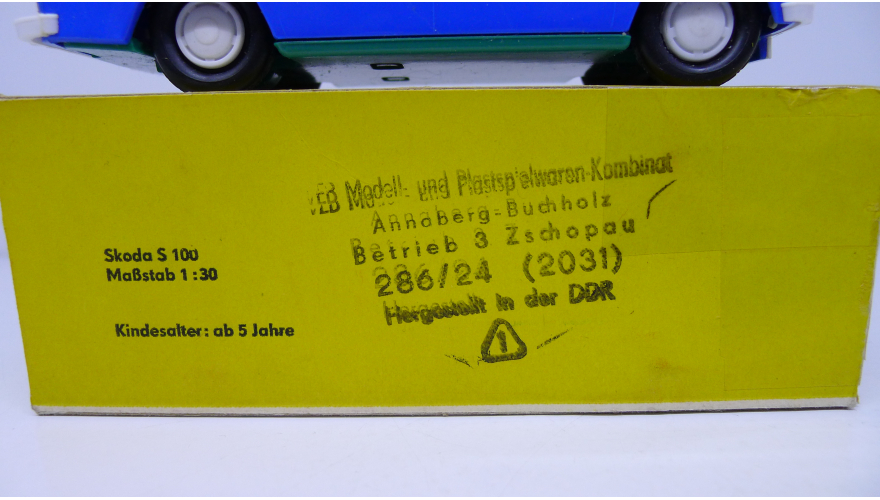 Skoda S 100
Maßstab 1:30
Kindesalter: ab 5 Jahre
VEB Modell- und Plastspielwaren-Kombinat
Annaberg-Buchholz
Betrieb 3 Zschopau
286/24 (2031)
Hergestellt in der DDR
1